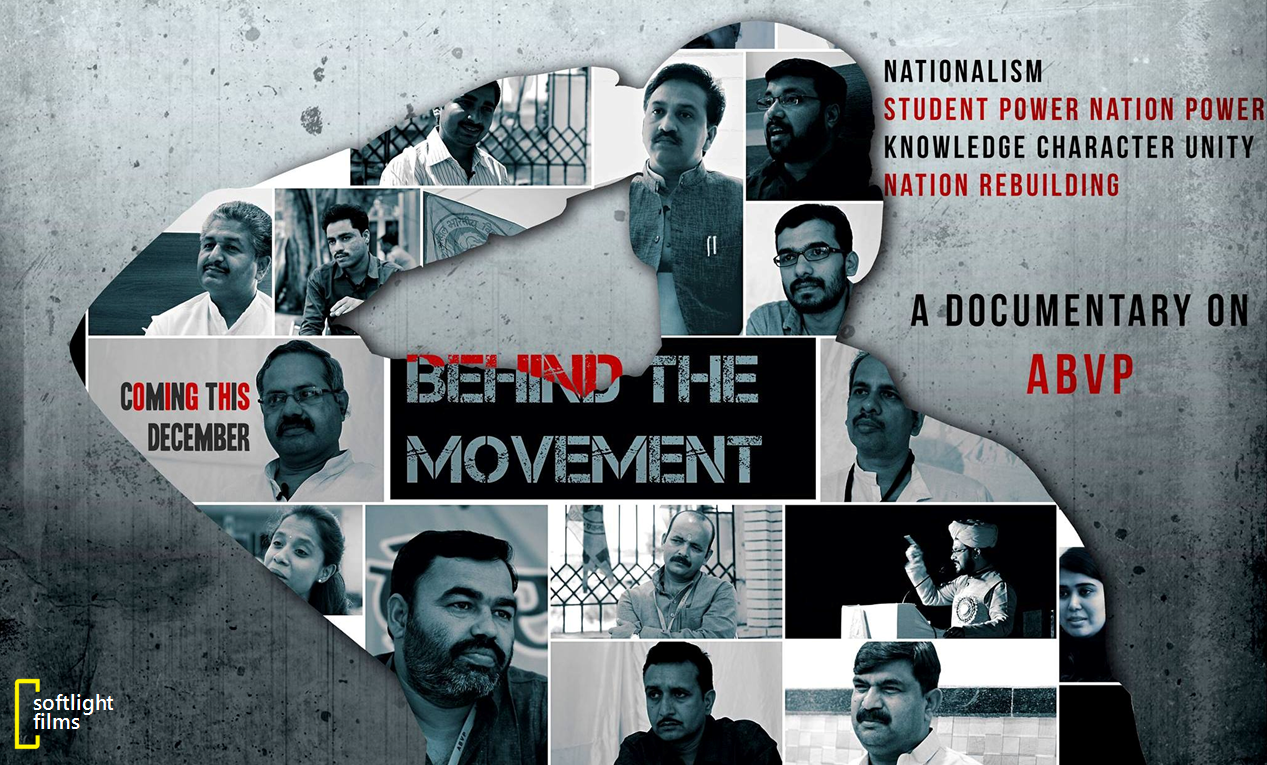 NATIONALISM
STUDENT POWER NATION POWER
KNOWLEDGE CHARACTER UNITY
NATION REBUILDING
A DOCUMENTARY ON
ABVP
COMING THIS
DECEMBER
BEHIND THE
MOVEMENT
ABVP
softlight
films